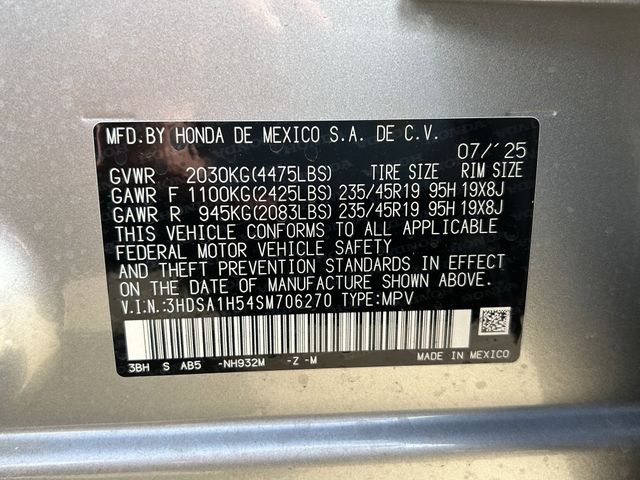 MFD.BY HONDA DE MEXICO S.A. DE C.V.
07/'25
GVWR 2030KG(4475LBS) TIRE SIZE RIM SIZE
GAWR F 1100KG(2425LBS) 235/45R19 95H 19X8J
GAWR R 945KG(2083LBS) 235/45R19 95H 19X8J
THIS VEHICLE CONFORMS TO ALL APPLICABLE
FEDERAL MOTOR VEHICLE SAFETY
AND THEFT PREVENTION STANDARDS IN EFFECT
ON THE DATE OF MANUFACTURE SHOWN ABOVE.
V.I.N.:3HDSA1H54SM706270 TYPE:MPV
3BH S AB5 -NH932M -Z -M
MADE IN MEXICO